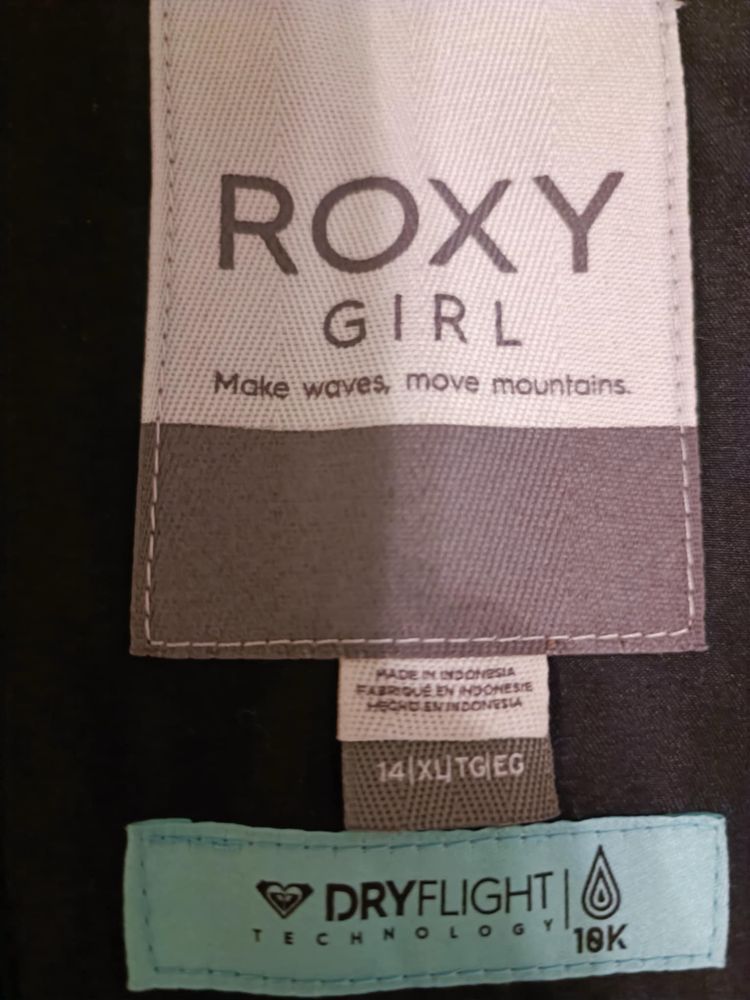 ROXY
GIRL
Make waves, move mountains.
MADE IN INDONESIA
FABRIQUÉ EN INDONESIE
HECHO EN INDONESIA
14|XL|TG|EG
DRYFLIGHT
TECHNOLOGY
10K